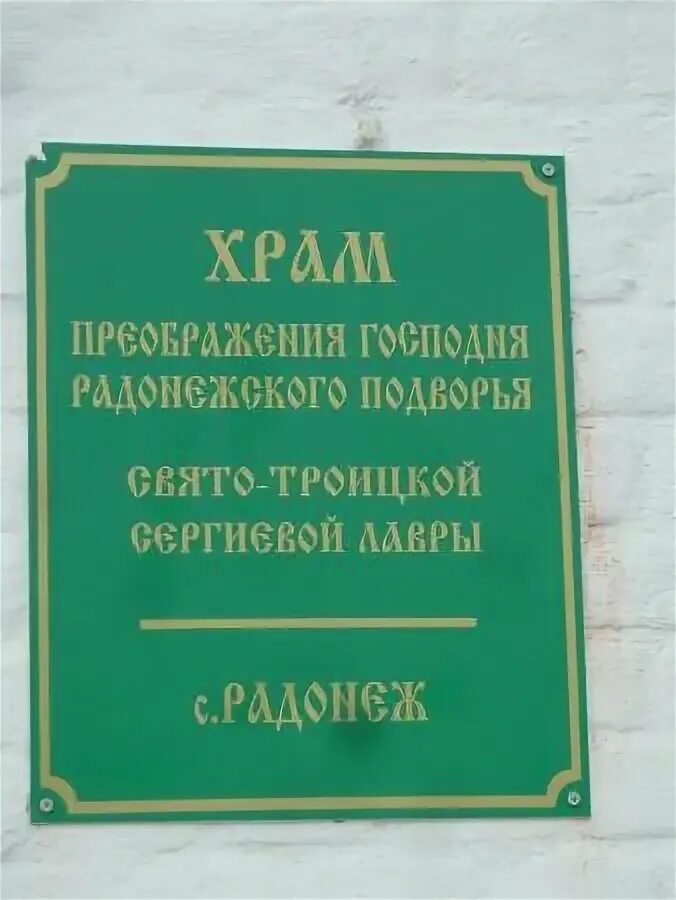 ХРАМ
ПРЕОБРАЖЕНИЯ ГОСПОДНЯ
РАДОНЕЖСКОГО ПОДВОРЬЯ
СВЯТО-ТРОИЦКОЙ
СЕРГИЕВОЙ ЛАВРЫ
с.РАДОНЕЖ